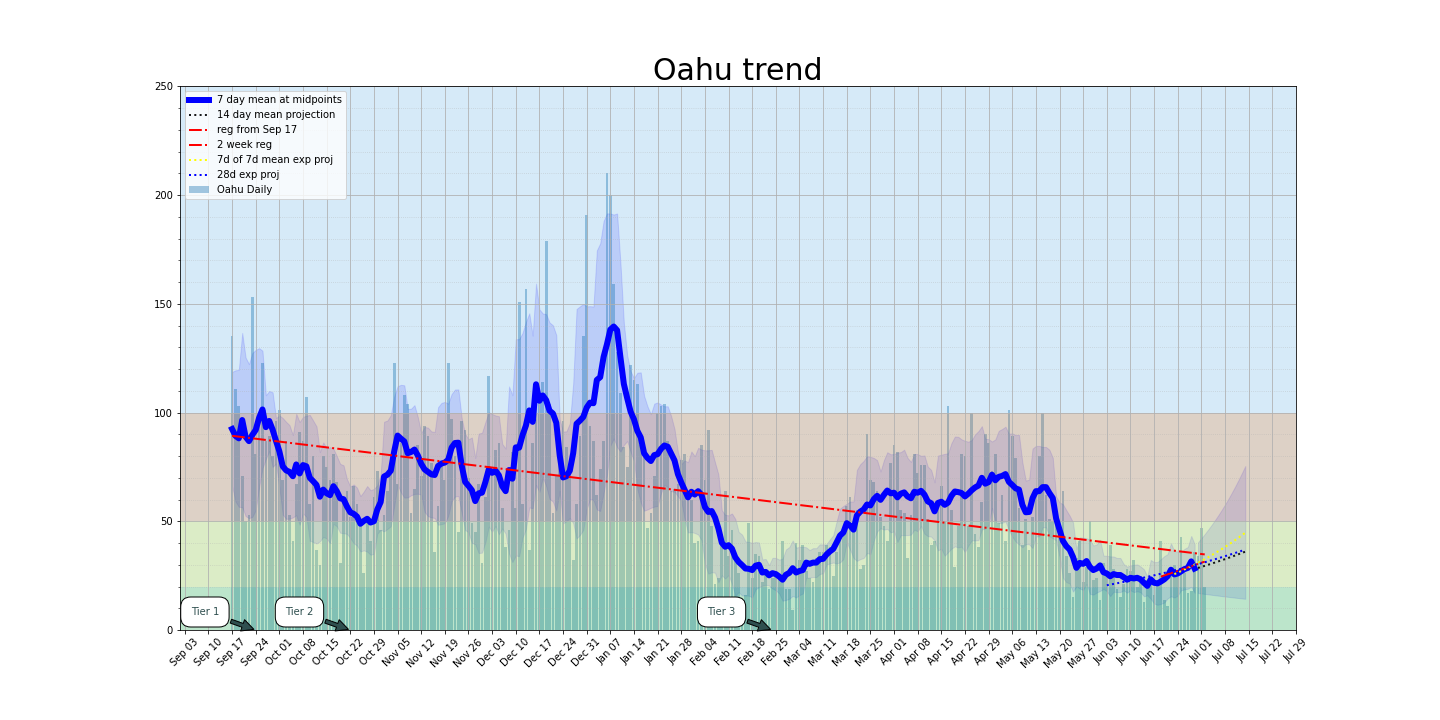 Oahu trend
250
200
150
100
50
0
7 day mean at midpoints
14 day mean projection
reg from Sep 17
2 week reg
7d of 7d mean exp proj
28d exp proj
Oahu Daily
Tier 1
Tier 2
Tier 3
Sep 03
Sep 10
Sep 17
Sep 24
Oct 01
Oct 08
Oct 15
Oct 22
Oct 29
Nov 05
Nov 12
Nov 19
Nov 26
Dec 03
Dec 10
Dec 17
Dec 24
Dec 31
Jan 07
Jan 14
Jan 21
Jan 28
Feb 04
Feb 11
Feb 18
Feb 25
Mar 04
Mar 11
Mar 18
Mar 25
Apr 01
Apr 08
Apr 15
Apr 22
Apr 29
May 06
May 13
May 20
May 27
Jun 03
Jun 10
Jun 17
Jun 24
Jul 01
Jul 08
Jul 15
Jul 22
Jul 29